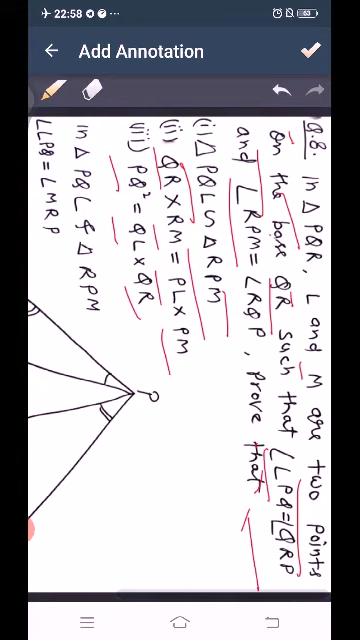 22:58
63
Add Annotation
Q.8. In Δ PQR, L and M are two points
on the base QR such that ∠LPQ=∠QRP
and ∠RPM=∠RQP, prove that
(i) Δ PQL ∽ Δ RPM
(ii) QR × RM = PL × PM
(iii) PQ² = QL × QR
in Δ PQL & Δ RPM
∠LPQ = ∠MRP
P